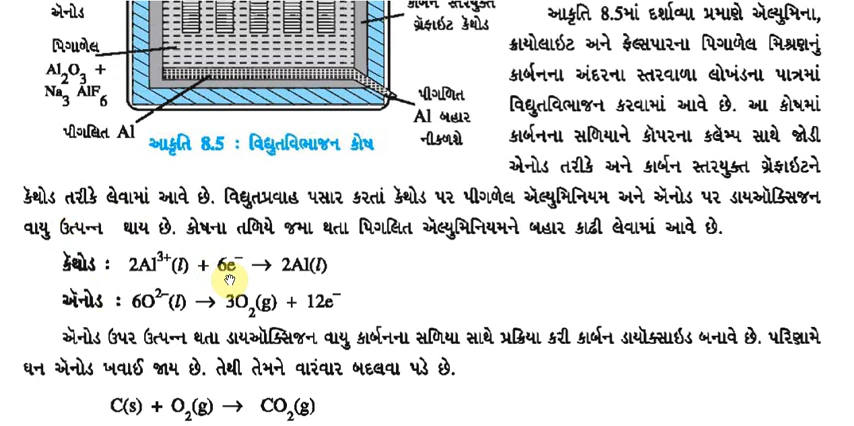 ઍનોડ
પિગાળેલ
Al₂O₃ +
Na₃ AlF₆
પીગલિત Al
કાર્બન સ્તરયુક્ત
ગ્રૅફાઇટ કૅથોડ
પીગળિત
Al બહાર
નીકળશે
આકૃતિ 8.5 : વિદ્યુતવિભાજન કોષ
આકૃતિ 8.5માં દર્શાવ્યા પ્રમાણે ઍલ્યુમિના,
ક્રાયોલાઇટ અને ફેલ્સપારના પિગાળેલ મિશ્રણનું
કાર્બનના અંદરના સ્તરવાળા લોખંડના પાત્રમાં
વિદ્યુતવિભાજન કરવામાં આવે છે. આ કોષમાં
કાર્બનના સળિયાને કૉપરના કલૅમ્પ સાથે જોડી
ઍનોડ તરીકે અને કાર્બન સ્તરયુક્ત ગ્રૅફાઇટને
કૅથોડ તરીકે લેવામાં આવે છે. વિદ્યુતપ્રવાહ પસાર કરતાં કૅથોડ પર પીગળેલ ઍલ્યુમિનિયમ અને ઍનોડ પર ડાયઑક્સિજન
વાયુ ઉત્પન્ન થાય છે. કોષના તળિયે જમા થતા પિગલિત ઍલ્યુમિનિયમને બહાર કાઢી લેવામાં આવે છે.
કૅથોડ : 2Al³⁺(l) + 6e⁻ → 2Al(l)
ઍનોડ : 6O²⁻(l) → 3O₂(g) + 12e⁻
ઍનોડ ઉપર ઉત્પન્ન થતા ડાયઑક્સિજન વાયુ કાર્બનના સળિયા સાથે પ્રક્રિયા કરી કાર્બન ડાયૉક્સાઇડ બનાવે છે. પરિણામે
ઘન ઍનોડ ખવાઈ જાય છે. તેથી તેમને વારંવાર બદલવા પડે છે.
C(s) + O₂(g) → CO₂(g)